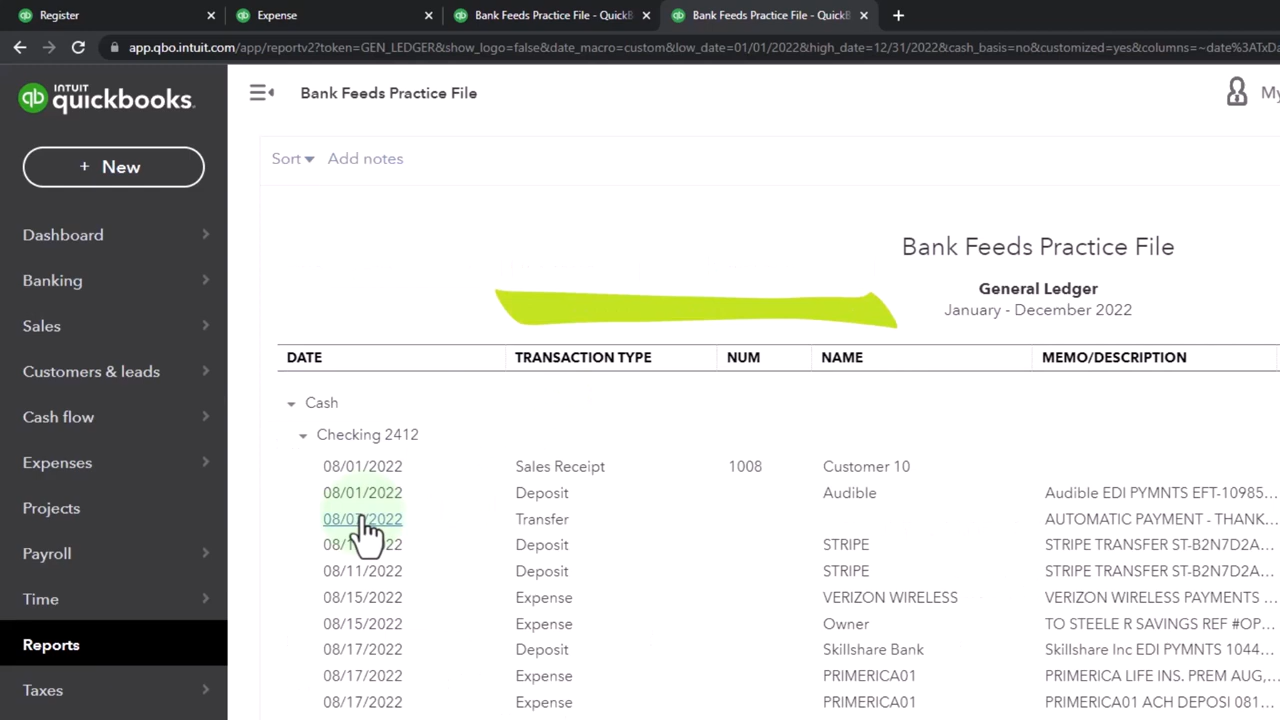 Register
Expense
Bank Feeds Practice File - QuickB
Bank Feeds Practice File - QuickB
app.qbo.intuit.com/app/reportv2?token=GEN_LEDGER&show_logo=false&date_macro=custom&low_date=01/01/2022&high_date=12/31/2022&cash_basis=no&customized=yes&columns=~date%3ATxDa
INTUIT
quickbooks.
Bank Feeds Practice File
My
+ New
Sort Add notes
Dashboard
Banking
Sales
Customers & leads
Cash flow
Expenses
Projects
Payroll
Time
Reports
Taxes
Bank Feeds Practice File
General Ledger
January - December 2022
DATE TRANSACTION TYPE NUM NAME MEMO/DESCRIPTION
Cash
Checking 2412
08/01/2022 Sales Receipt 1008 Customer 10
08/01/2022 Deposit Audible Audible EDI PYMNTS EFT-10985...
Transfer AUTOMATIC PAYMENT - THANK...
Deposit STRIPE STRIPE TRANSFER ST-B2N7D2A...
08/11/2022 Deposit STRIPE STRIPE TRANSFER ST-B2N7D2A...
08/15/2022 Expense VERIZON WIRELESS VERIZON WIRELESS PAYMENTS ...
08/15/2022 Expense Owner TO STEELE R SAVINGS REF #OP...
08/17/2022 Deposit Skillshare Bank Skillshare Inc EDI PYMNTS 1044...
08/17/2022 Expense PRIMERICA01 PRIMERICA LIFE INS. PREM AUG,...
08/17/2022 Expense PRIMERICA01 PRIMERICA01 ACH DEPOSI 081...